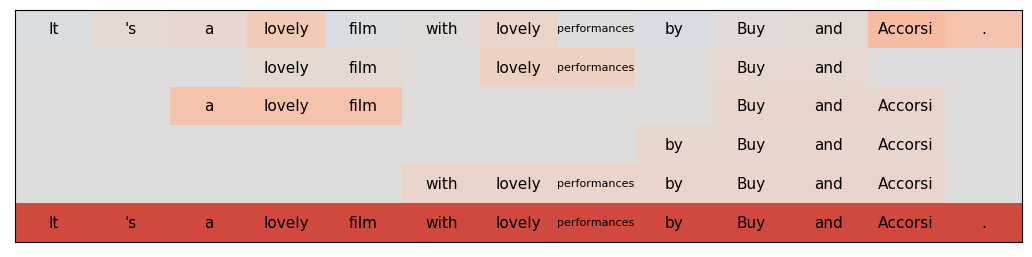 It 's a lovely film with lovely performances by Buy and Accorsi .
lovely film lovely performances Buy and
a lovely film Buy and Accorsi
by Buy and Accorsi
with lovely performances by Buy and Accorsi
It 's a lovely film with lovely performances by Buy and Accorsi .